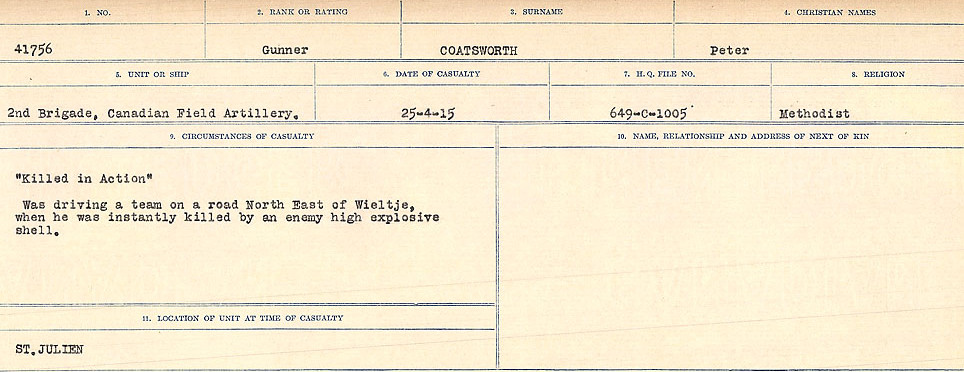 1. NO. 2. RANK OR RATING 3. SURNAME 4. CHRISTIAN NAMES
41756 Gunner COATSWORTH Peter
5. UNIT OR SHIP 6. DATE OF CASUALTY 7. H.Q. FILE NO. 8. RELIGION
2nd Brigade, Canadian Field Artillery. 25-4-15 649-C-1005 Methodist
9. CIRCUMSTANCES OF CASUALTY
"Killed in Action"
Was driving a team on a road North East of Wieltje,
when he was instantly killed by an enemy high explosive
shell.
10. NAME, RELATIONSHIP AND ADDRESS OF NEXT OF KIN
11. LOCATION OF UNIT AT TIME OF CASUALTY
ST.JULIEN